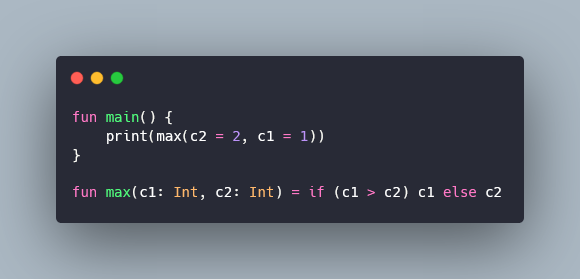 fun main() {
    print(max(c2 = 2, c1 = 1))
}
fun max(c1: Int, c2: Int) = if (c1 > c2) c1 else c2